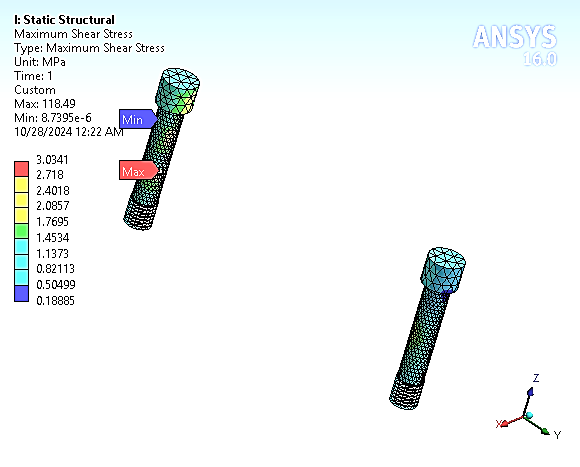 I: Static Structural
Maximum Shear Stress
Type: Maximum Shear Stress
Unit: MPa
Time: 1
Custom
Max: 118.49
Min: 8.7395e-6
10/28/2024 12:22 AM
ANSYS
16.0
Min
Max
3.0341
2.718
2.4018
2.0857
1.7695
1.4534
1.1373
0.82113
0.50499
0.18885
Z
X
Y